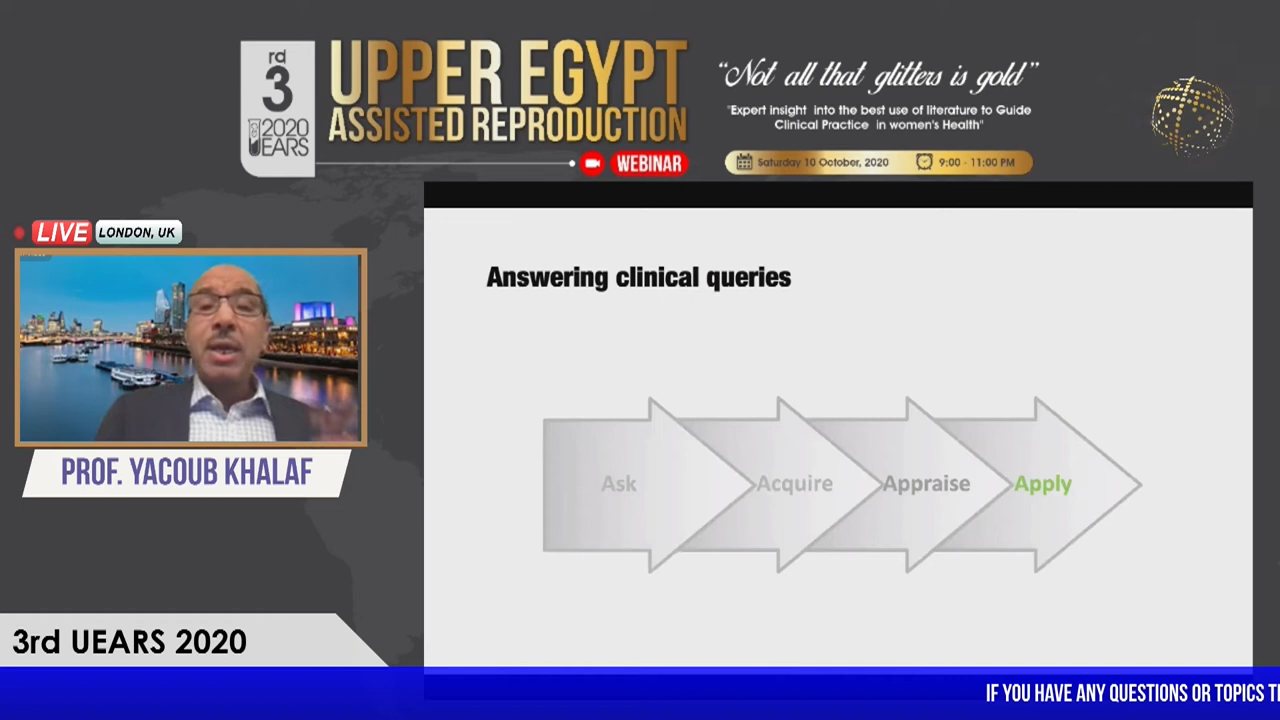 rd
3
2020
UEARS
UPPER EGYPT
ASSISTED REPRODUCTION
WEBINAR
“Not all that glitters is gold”
"Expert insight into the best use of literature to Guide
Clinical Practice in women's Health"
Saturday 10 October, 2020
9:00 - 11:00 PM
LIVE
LONDON, UK
PROF. YACOUB KHALAF
Answering clinical queries
Ask
Acquire
Appraise
Apply
3rd UEARS 2020
IF YOU HAVE ANY QUESTIONS OR TOPICS